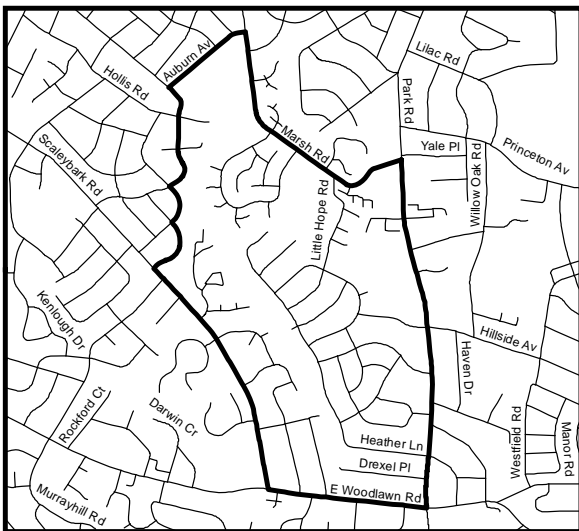 Auburn Av
Lilac Rd
Hollis Rd
Park Rd
Marsh Rd
Yale Pl
Princeton Av
Scaleybark Rd
Willow Oak Rd
Little Hope Rd
Kenlough Dr
Hillside Av
Haven Dr
Rockford Ct
Darwin Cr
Westfield Rd
Manor Rd
Heather Ln
Drexel Pl
E Woodlawn Rd
Murrayhill Rd